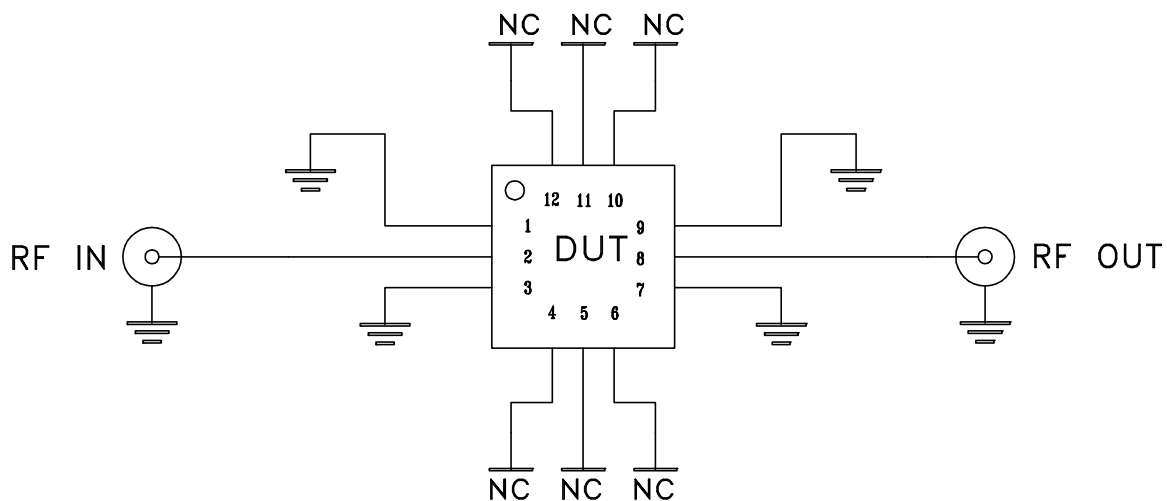 NC NC NC
12 11 10
1 9
RF IN 2 DUT 8 RF OUT
3 7
4 5 6
NC NC NC